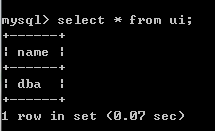 mysql> select * from ui;
+------+
| name |
+------+
| dba |
+------+
1 row in set (0.07 sec)